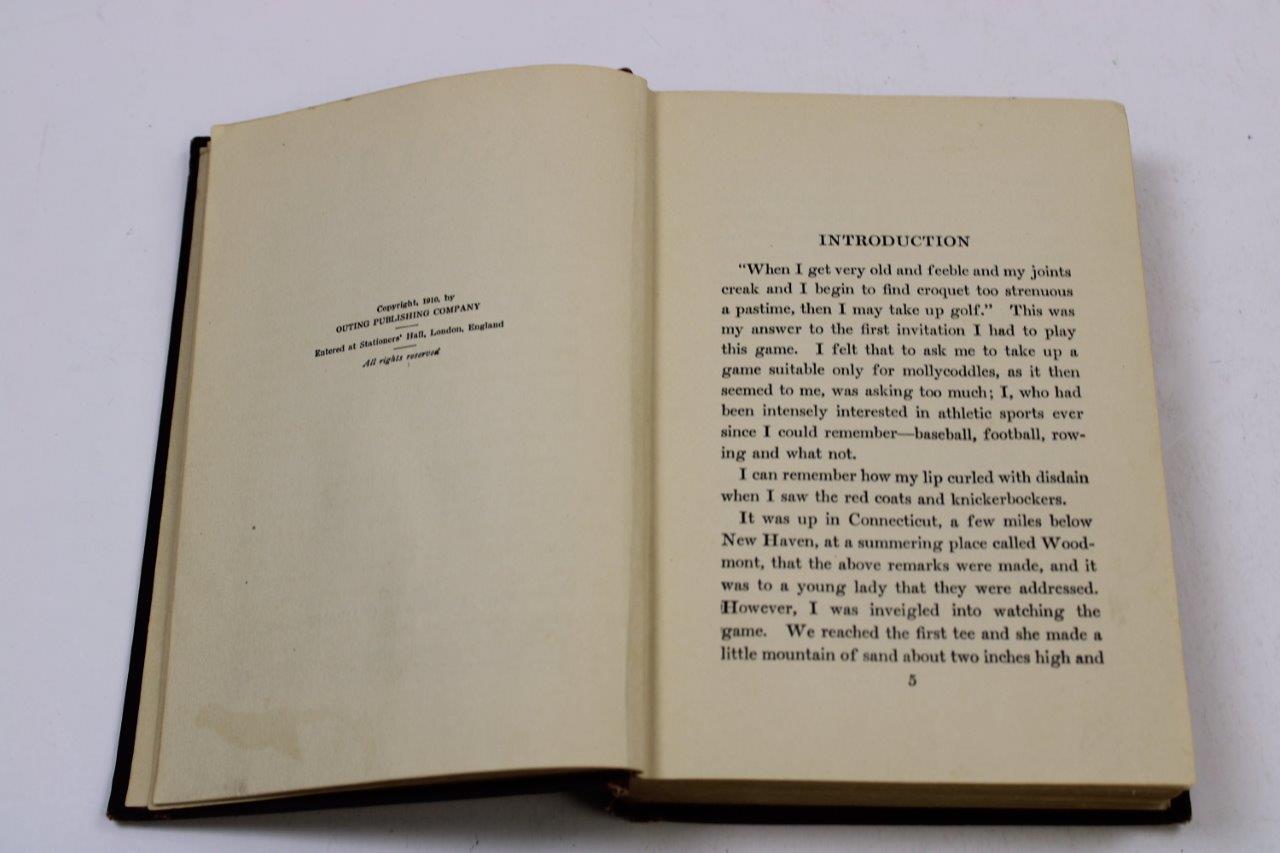 Copyright, 1910, by
OUTING PUBLISHING COMPANY
Entered at Stationers' Hall, London, England
All rights reserved
INTRODUCTION
"When I get very old and feeble and my joints
creak and I begin to find croquet too strenuous
a pastime, then I may take up golf." This was
my answer to the first invitation I had to play
this game. I felt that to ask me to take up a
game suitable only for mollycoddles, as it then
seemed to me, was asking too much; I, who had
been intensely interested in athletic sports ever
since I could remember—baseball, football, row-
ing and what not.
I can remember how my lip curled with disdain
when I saw the red coats and knickerbockers.
It was up in Connecticut, a few miles below
New Haven, at a summering place called Wood-
mont, that the above remarks were made, and it
was to a young lady that they were addressed.
However, I was inveigled into watching the
game. We reached the first tee and she made a
little mountain of sand about two inches high and
5